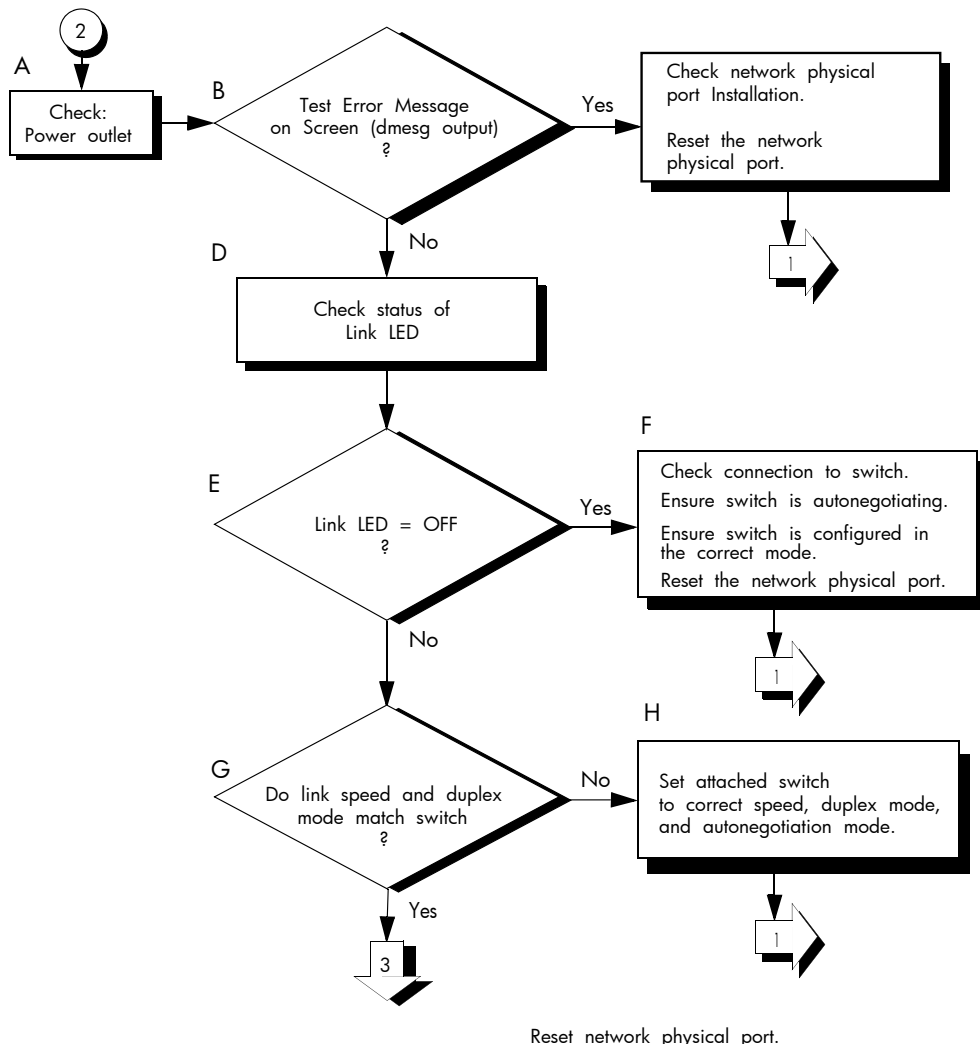 2
A
Check:
Power outlet
B
Test Error Message
on Screen (dmesg output)
?
Yes
Check network physical
port Installation.
Reset the network
physical port.
1
No
D
Check status of
Link LED
E
Link LED = OFF
?
Yes
F
Check connection to switch.
Ensure switch is autonegotiating.
Ensure switch is configured in
the correct mode.
Reset the network physical port.
1
No
G
Do link speed and duplex
mode match switch
?
No
H
Set attached switch
to correct speed, duplex mode,
and autonegotiation mode.
1
Yes
3
Reset network physical port.